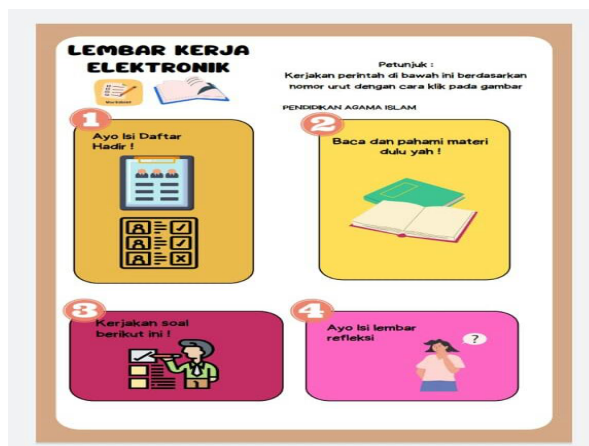 LEMBAR KERJA
ELEKTRONIK
Petunjuk :
Kerjakan perintah di bawah ini berdasarkan
nomor urut dengan cara klik pada gambar
PENDIDIKAN AGAMA ISLAM
1
Ayo Isi Daftar
Hadir !
2
Baca dan pahami materi
dulu yah !
3
Kerjakan soal
berikut ini !
4
Ayo Isi lembar
refleksi
?